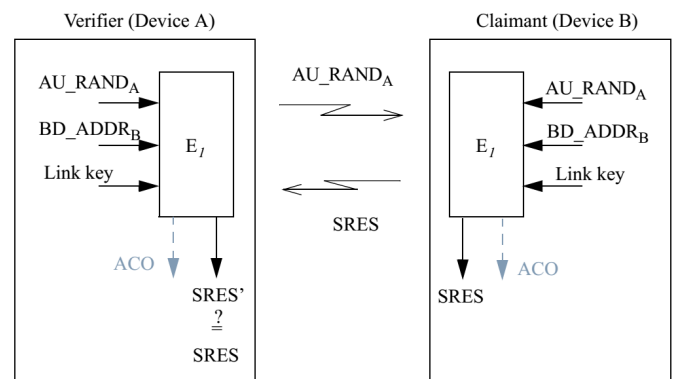 Verifier (Device A)
Claimant (Device B)
AU_RANDA
BD_ADDRB
Link key
E1
ACO
SRES’
?
=
SRES
AU_RANDA
SRES
AU_RANDA
BD_ADDRB
Link key
E1
SRES
ACO